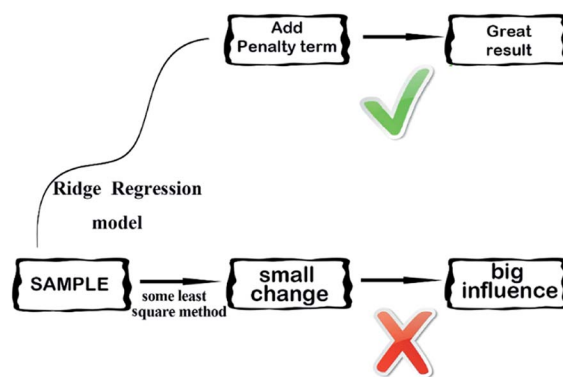 Add
Penalty term
Great
result
Ridge Regression
model
SAMPLE
some least
square method
small
change
big
influence